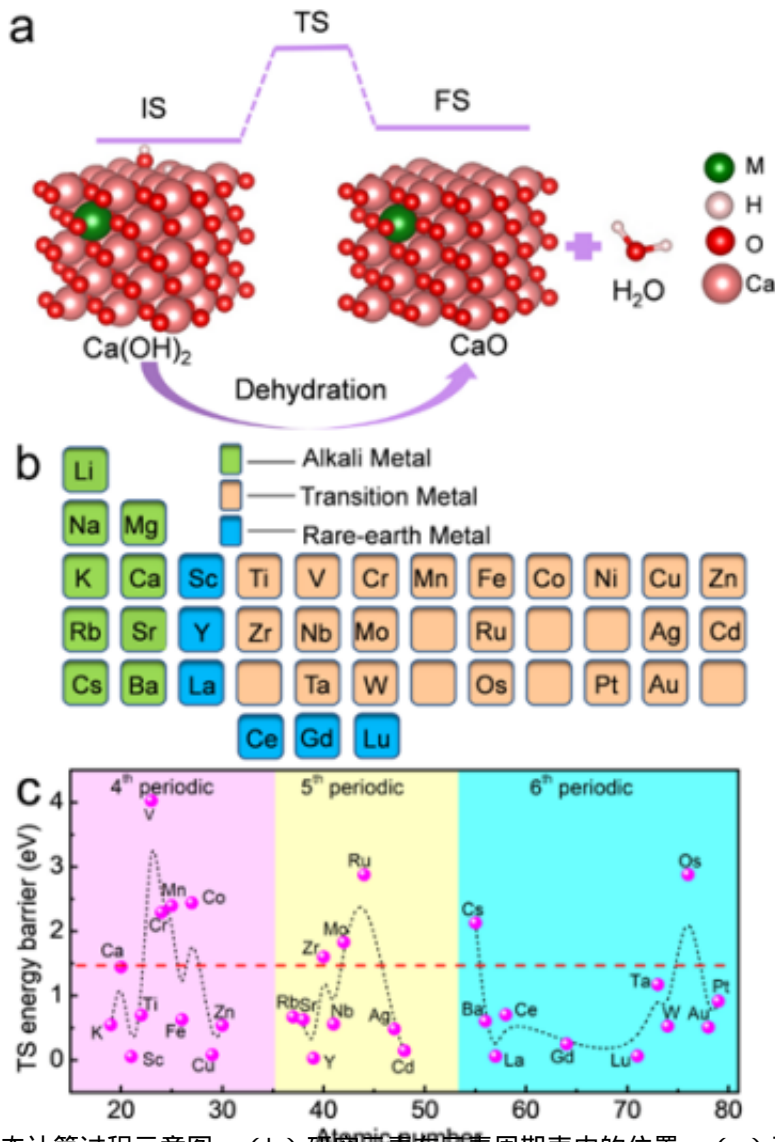 a
TS
IS
FS
M
H
O
Ca
H2O
Ca(OH)2
CaO
Dehydration
b
Li
Alkali Metal
Transition Metal
Na Mg
Rare-earth Metal
K Ca Sc Ti V Cr Mn Fe Co Ni Cu Zn
Rb Sr Y Zr Nb Mo Ru Ag Cd
Cs Ba La Ta W Os Pt Au
Ce Gd Lu
c
4th periodic
5th periodic
6th periodic
TS energy barrier (eV)
4
3
2
1
0
V
Mn
Cr
Co
Ca
K
Ti
Sc
Fe
Cu
Zn
Ru
Mo
Zr
Rb
Sr
Nb
Y
Ag
Cd
Cs
Os
Ba
Ce
La
Gd
Lu
Ta
W
Au
Pt
20 30 40 50 60 70 80
Atomic number